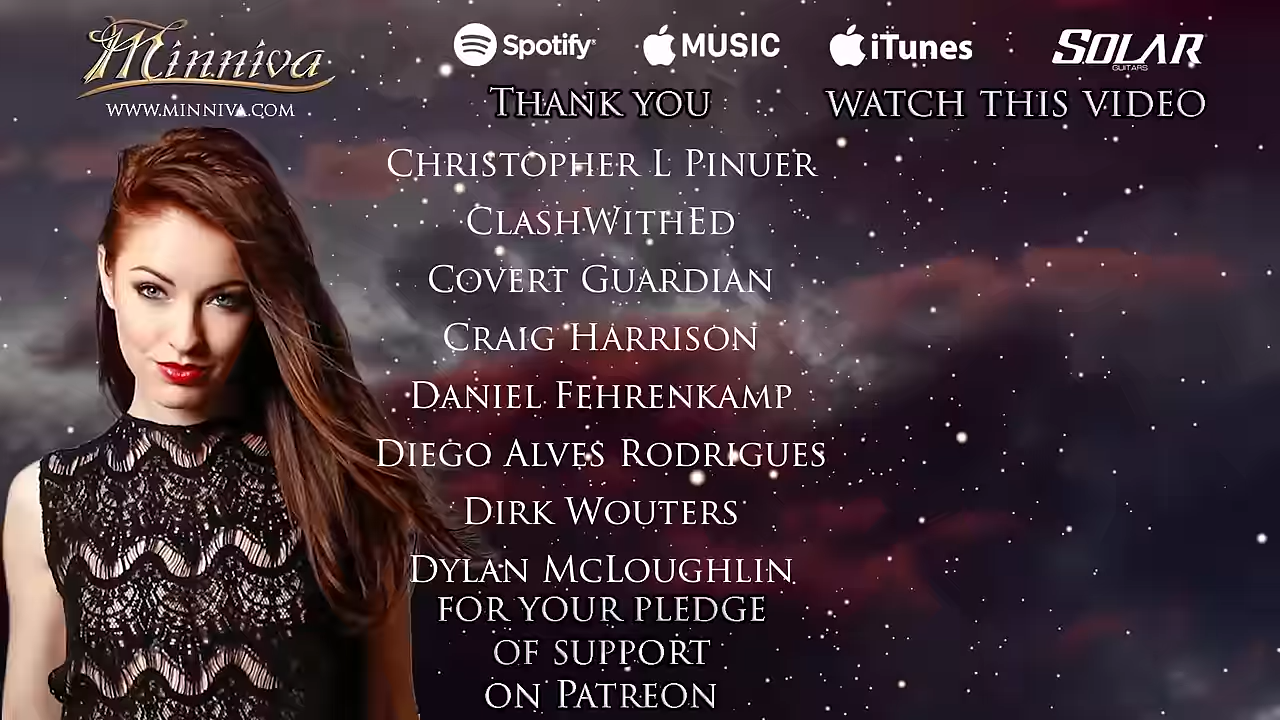 Minniva
WWW.MINNIVA.COM
Spotify
MUSIC
iTunes
SOLAR
GUITARS
THANK YOU
WATCH THIS VIDEO
CHRISTOPHER L PINUER
CLASHWITHED
COVERT GUARDIAN
CRAIG HARRISON
DANIEL FEHRENKAMP
DIEGO ALVES RODRIGUES
DIRK WOUTERS
DYLAN MCLOUGHLIN
FOR YOUR PLEDGE
OF SUPPORT
ON PATREON